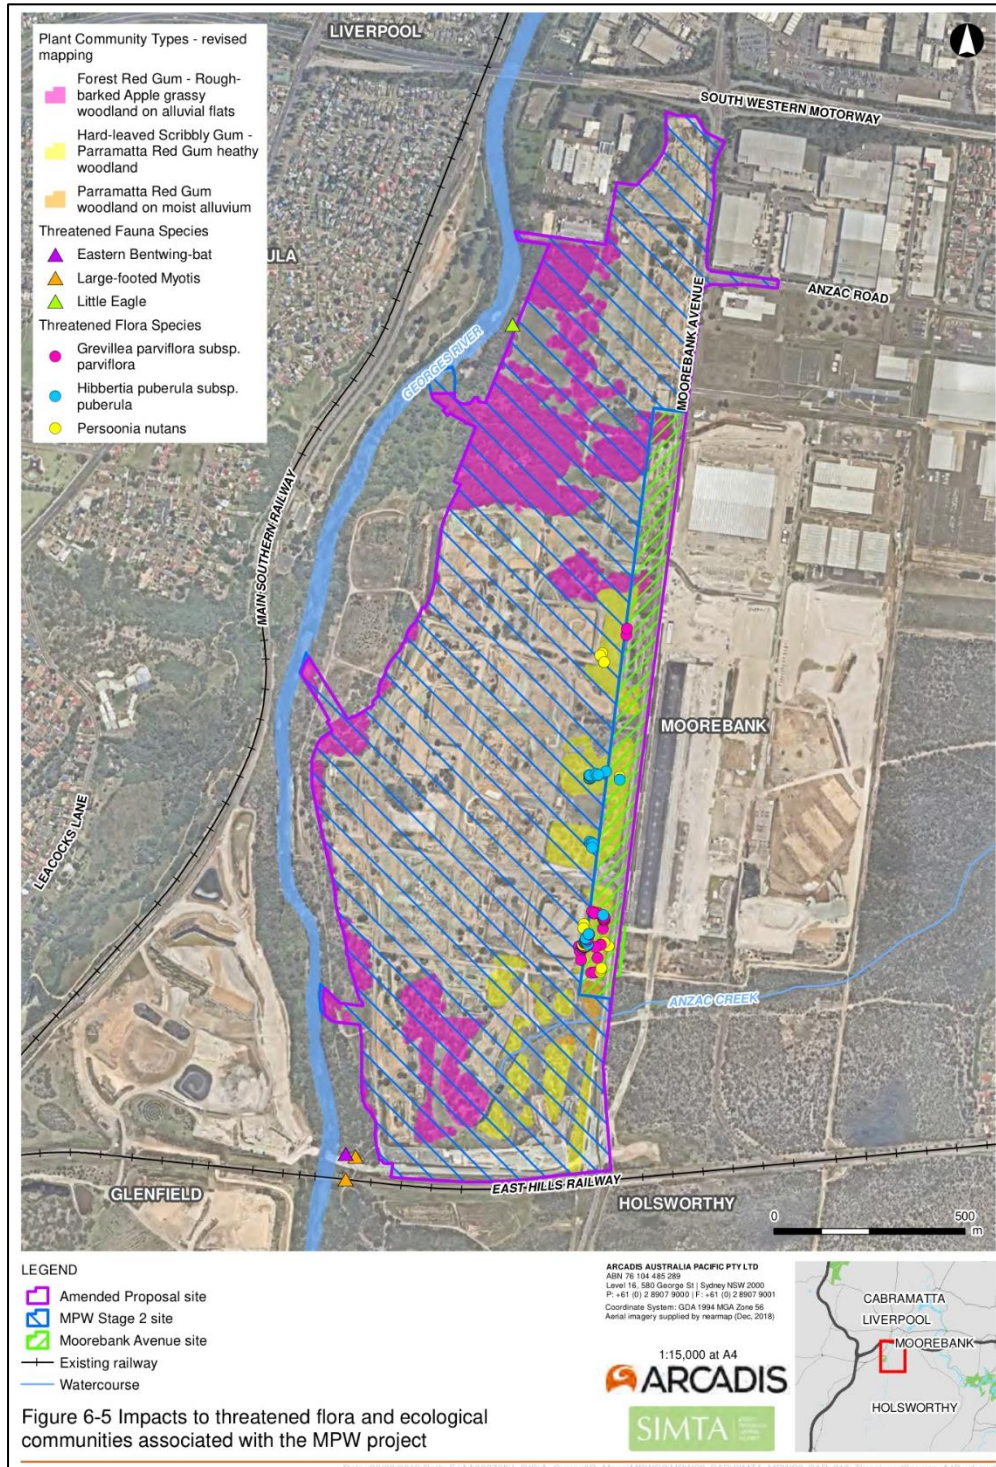 Plant Community Types - revised
mapping
Forest Red Gum - Rough-
barked Apple grassy
woodland on alluvial flats
Hard-leaved Scribbly Gum -
Parramatta Red Gum heathy
woodland
Parramatta Red Gum
woodland on moist alluvium
Threatened Fauna Species
Eastern Bentwing-bat
Large-footed Myotis
Little Eagle
Threatened Flora Species
Grevillea parviflora subsp.
parviflora
Hibbertia puberula subsp.
puberula
Persoonia nutans
LIVERPOOL
SOUTH WESTERN MOTORWAY
ULA
ANZAC ROAD
MOOREBANK AVENUE
GEORGES RIVER
MAIN SOUTHERN RAILWAY
MOOREBANK
LEACOCKS LANE
ANZAC CREEK
GLENFIELD
EAST HILLS RAILWAY
HOLSWORTHY
0 500
m
LEGEND
Amended Proposal site
MPW Stage 2 site
Moorebank Avenue site
Existing railway
Watercourse
Figure 6-5 Impacts to threatened flora and ecological
communities associated with the MPW project
ARCADIS AUSTRALIA PACIFIC PTY LTD
ABN 76 104 485 289
Level 16, 580 George St | Sydney NSW 2000
P: +61 (0) 2 8907 9000 | F: +61 (0) 2 8907 9001
Coordinate System: GDA 1994 MGA Zone 56
Aerial imagery supplied by nearmap (Dec, 2018)
1:15,000 at A4
ARCADIS
SIMTA
CABRAMATTA
LIVERPOOL
MOOREBANK
HOLSWORTHY